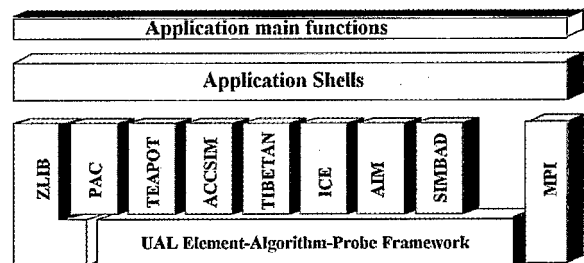 Application main functions
Application Shells
ZLIB
PAC
TEAPOT
ACCSIM
TIBETAN
ICE
AIM
SIMBAD
MPI
UAL Element-Algorithm-Probe Framework